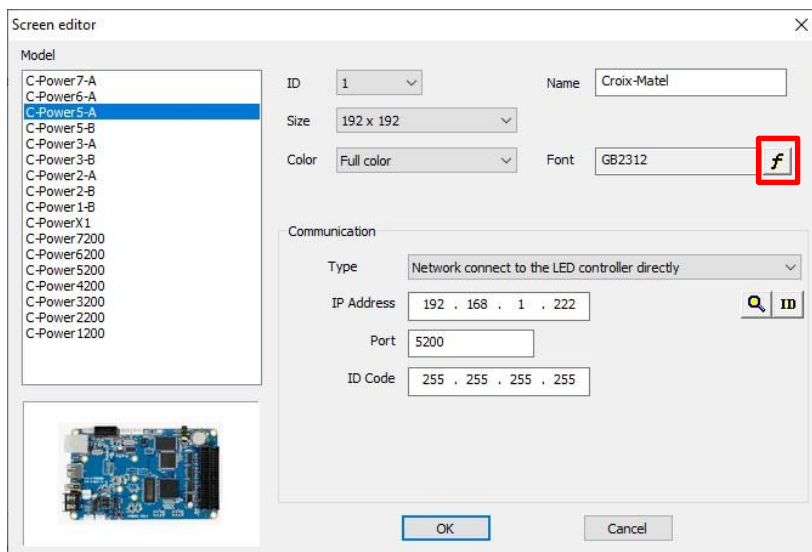 Screen editor
Model
C-Power7-A
C-Power6-A
C-Power5-A
C-Power5-B
C-Power3-A
C-Power3-B
C-Power2-A
C-Power2-B
C-Power1-B
C-PowerX1
C-Power7200
C-Power6200
C-Power5200
C-Power4200
C-Power3200
C-Power2200
C-Power1200
ID 1 Name Croix-Matel
Size 192 x 192
Color Full color Font GB2312 f
Communication
Type Network connect to the LED controller directly
IP Address 192 . 168 . 1 . 222 ID
Port 5200
ID Code 255 . 255 . 255 . 255
OK Cancel